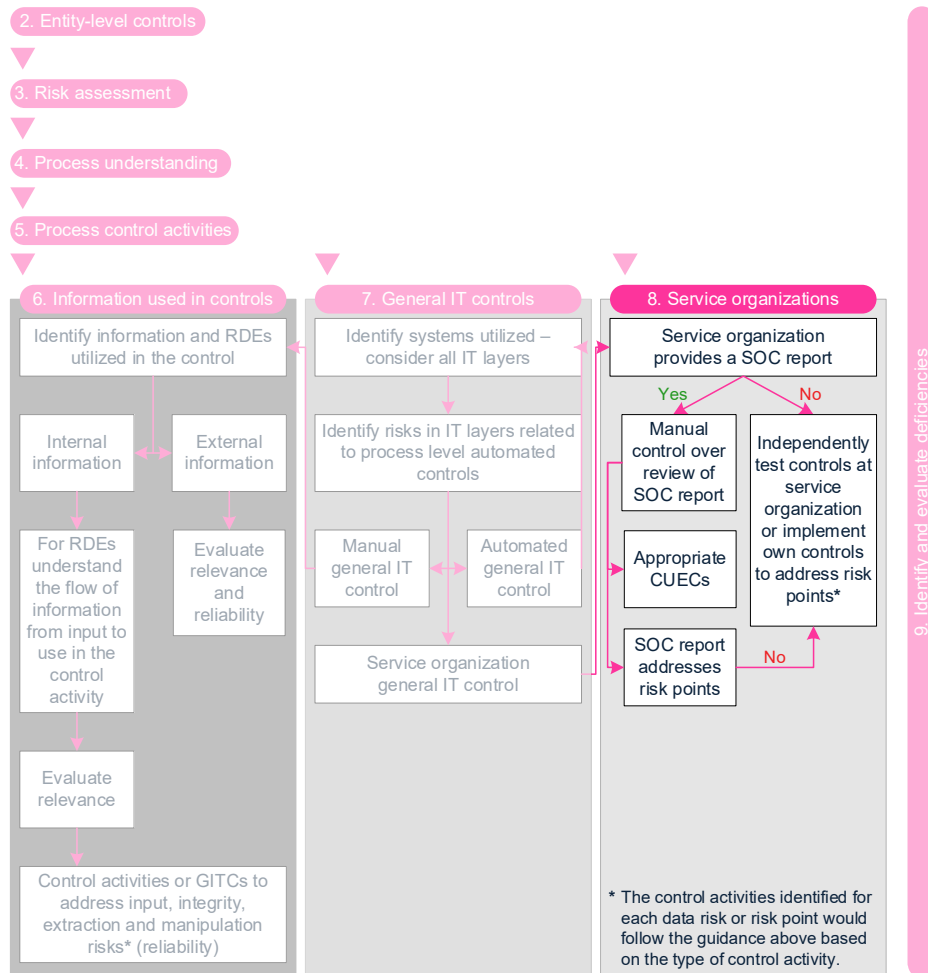 2. Entity-level controls
3. Risk assessment
4. Process understanding
5. Process control activities
6. Information used in controls
Identify information and RDEs
utilized in the control
Internal
information
External
information
For RDEs
understand
the flow of
information
from input to
use in the
control
activity
Evaluate
relevance
and
reliability
Evaluate
relevance
Control activities or GITCs to
address input, integrity,
extraction and manipulation
risks* (reliability)
7. General IT controls
Identify systems utilized –
consider all IT layers
Identify risks in IT layers related
to process level automated
controls
Manual
general IT
control
Automated
general IT
control
Service organization
general IT control
8. Service organizations
Service organization
provides a SOC report
Yes
No
Manual
control over
review of
SOC report
Independently
test controls at
service
organization
or implement
own controls
to address risk
points*
Appropriate
CUECs
SOC report
addresses
risk points
No
* The control activities identified for
each data risk or risk point would
follow the guidance above based
on the type of control activity.
9. Identify and evaluate deficiencies